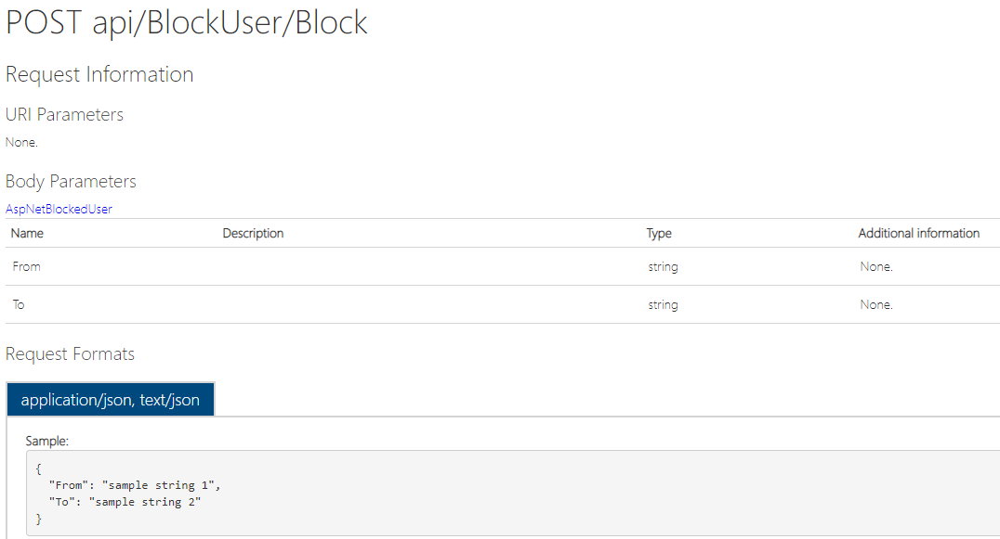 POST api/BlockUser/Block
Request Information
URI Parameters
None.
Body Parameters
AspNetBlockedUser
Name Description Type Additional information
From string None.
To string None.
Request Formats
application/json, text/json
Sample:
{
  "From": "sample string 1",
  "To": "sample string 2"
}